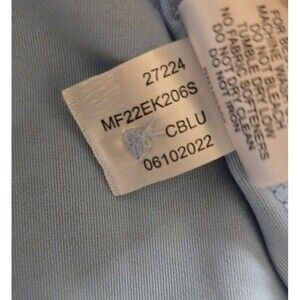 27224
MF22EK206S
CBLU
06102022
MACHINE WA
DO NOT BLEACH
TUMBLE DRY LOW
NO FABRIC SOFTENERS
DO NOT DRY CLEAN
DO NOT IRON